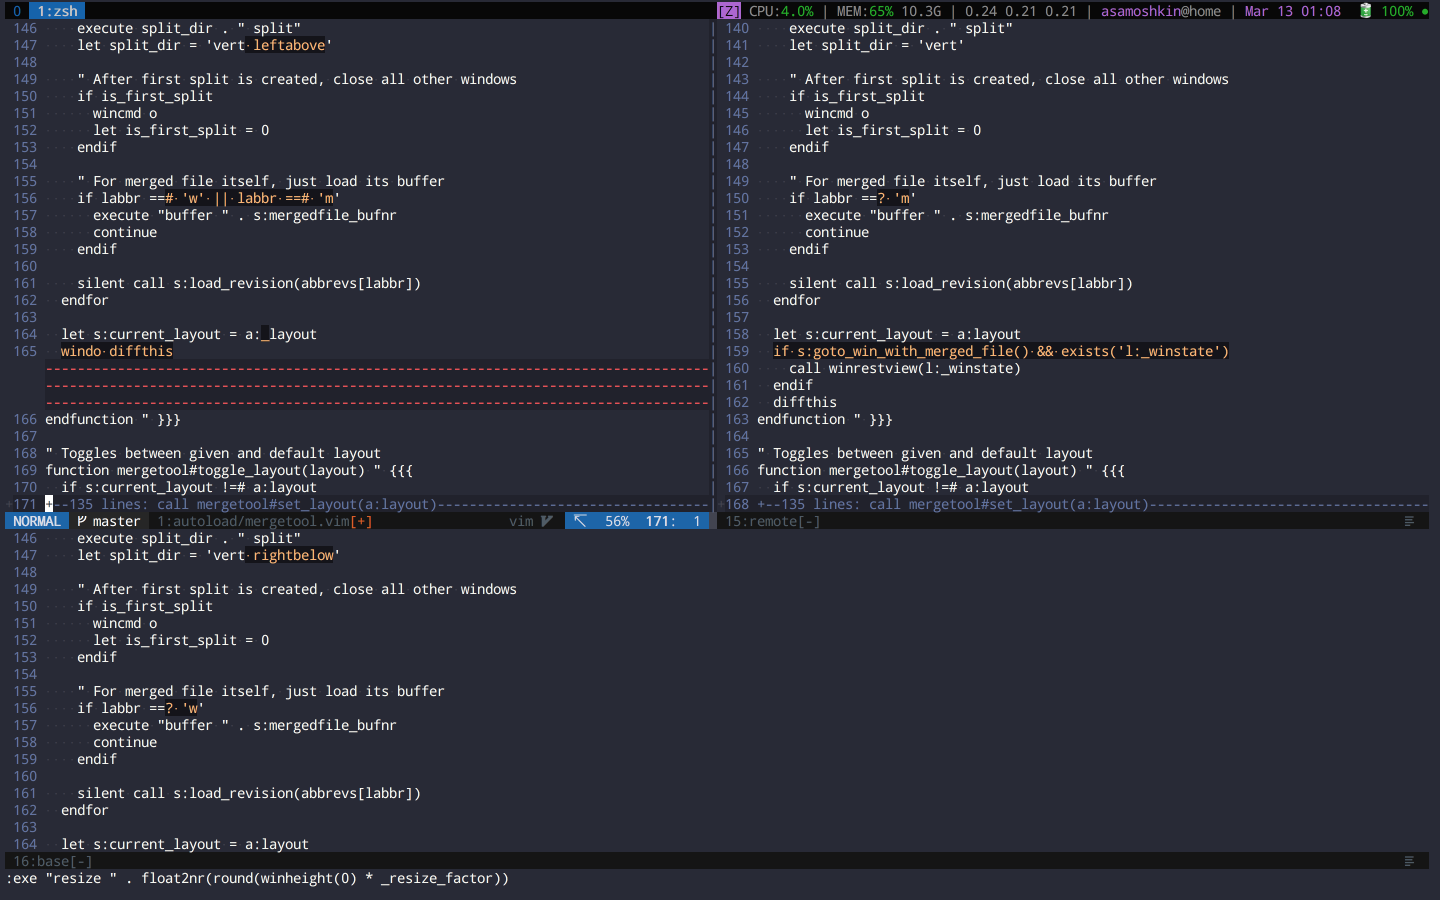 0 1:zsh [Z] CPU:4.0% | MEM:65% 10.3G | 0.24 0.21 0.21 | asamoshkin@home | Mar 13 01:08 100% ●
146 execute split_dir . " split"
147 let split_dir = 'vert leftabove'
148
149 " After first split is created, close all other windows
150 if is_first_split
151 wincmd o
152 let is_first_split = 0
153 endif
154
155 " For merged file itself, just load its buffer
156 if labbr ==# 'w' || labbr ==# 'm'
157 execute "buffer " . s:mergedfile_bufnr
158 continue
159 endif
160
161 silent call s:load_revision(abbrevs[labbr])
162 endfor
163
164 let s:current_layout = a:_layout
165 windo diffthis
166 endfunction " }}}
167
168 " Toggles between given and default layout
169 function mergetool#toggle_layout(layout) " {{{
170 if s:current_layout !=# a:layout
+171 +--135 lines: call mergetool#set_layout(a:layout)----------------------------------
NORMAL master 1:autoload/mergetool.vim[+] vim 56% 171: 1
140 execute split_dir . " split"
141 let split_dir = 'vert'
142
143 " After first split is created, close all other windows
144 if is_first_split
145 wincmd o
146 let is_first_split = 0
147 endif
148
149 " For merged file itself, just load its buffer
150 if labbr ==? 'm'
151 execute "buffer " . s:mergedfile_bufnr
152 continue
153 endif
154
155 silent call s:load_revision(abbrevs[labbr])
156 endfor
157
158 let s:current_layout = a:layout
159 if s:goto_win_with_merged_file() && exists('l:_winstate')
160 call winrestview(l:_winstate)
161 endif
162 diffthis
163 endfunction " }}}
164
165 " Toggles between given and default layout
166 function mergetool#toggle_layout(layout) " {{{
167 if s:current_layout !=# a:layout
+168 +--135 lines: call mergetool#set_layout(a:layout)-----------------------------------
15:remote[-]
146 execute split_dir . " split"
147 let split_dir = 'vert rightbelow'
148
149 " After first split is created, close all other windows
150 if is_first_split
151 wincmd o
152 let is_first_split = 0
153 endif
154
155 " For merged file itself, just load its buffer
156 if labbr ==? 'w'
157 execute "buffer " . s:mergedfile_bufnr
158 continue
159 endif
160
161 silent call s:load_revision(abbrevs[labbr])
162 endfor
163
164 let s:current_layout = a:layout
16:base[-]
:exe "resize " . float2nr(round(winheight(0) * _resize_factor))